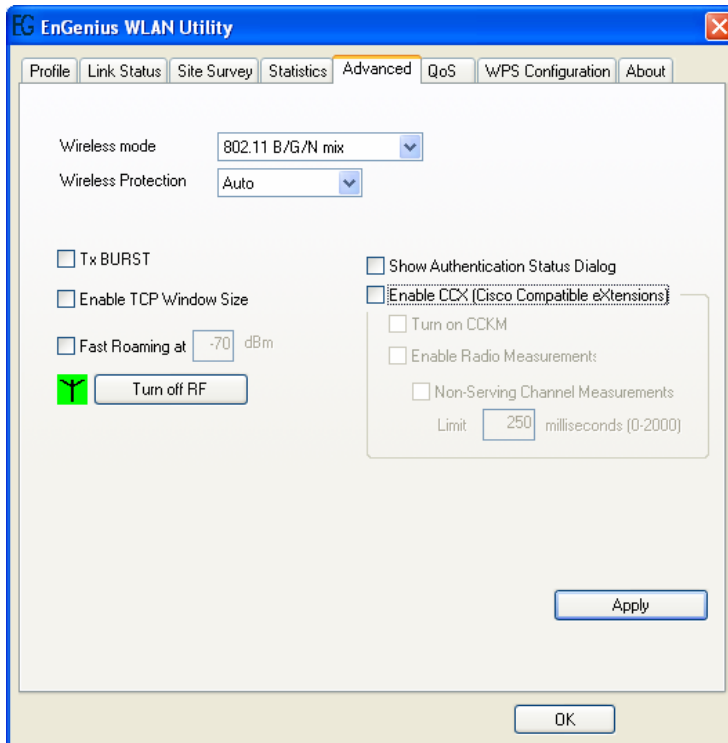 EG EnGenius WLAN Utility
Profile Link Status Site Survey Statistics Advanced QoS WPS Configuration About
Wireless mode 802.11 B/G/N mix
Wireless Protection Auto
Tx BURST
Enable TCP Window Size
Fast Roaming at -70 dBm
Turn off RF
Show Authentication Status Dialog
Enable CCX (Cisco Compatible eXtensions)
Turn on CCKM
Enable Radio Measurements
Non-Serving Channel Measurements
Limit 250 milliseconds (0-2000)
Apply
OK